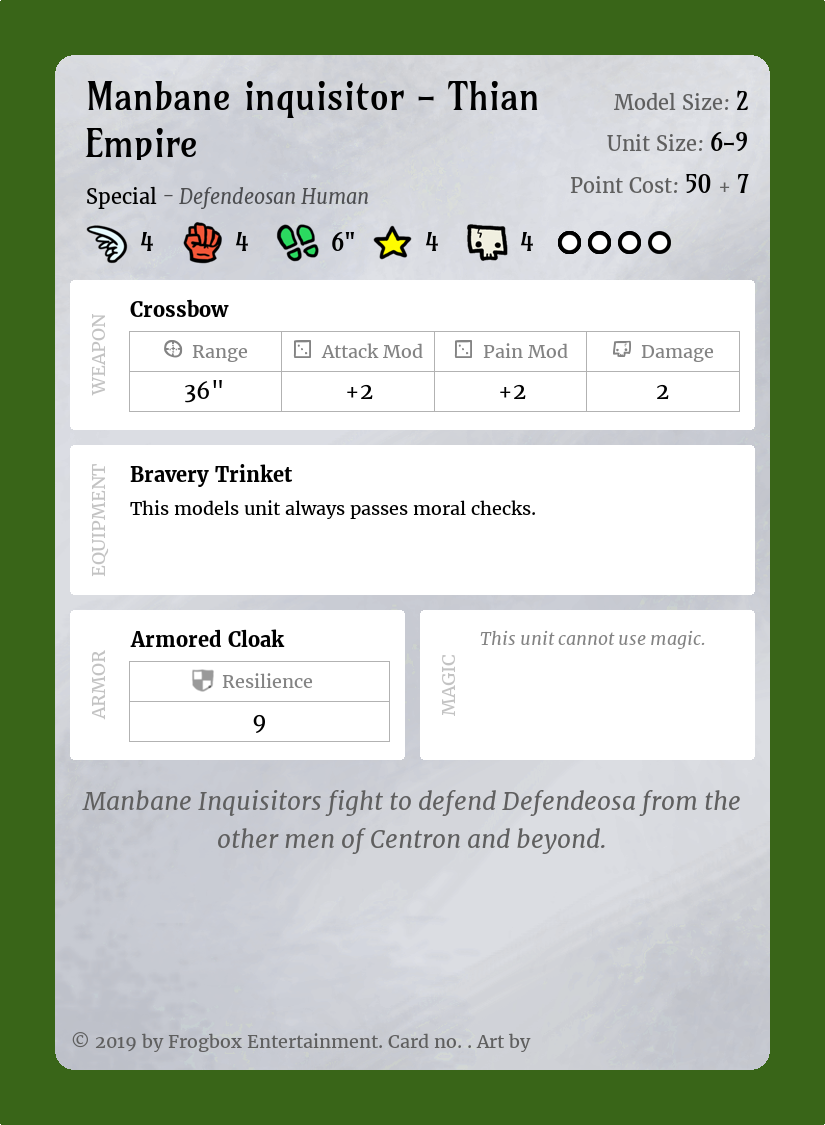 Manbane inquisitor – Thian
Empire
Model Size: 2
Unit Size: 6–9
Point Cost: 50 + 7
Special – Defendeosan Human
4 4 6" 4 4
WEAPON
Crossbow
Range Attack Mod Pain Mod Damage
36" +2 +2 2
EQUIPMENT
Bravery Trinket
This models unit always passes moral checks.
ARMOR
Armored Cloak
Resilience
9
MAGIC
This unit cannot use magic.
Manbane Inquisitors fight to defend Defendeosa from the
other men of Centron and beyond.
© 2019 by Frogbox Entertainment. Card no. . Art by